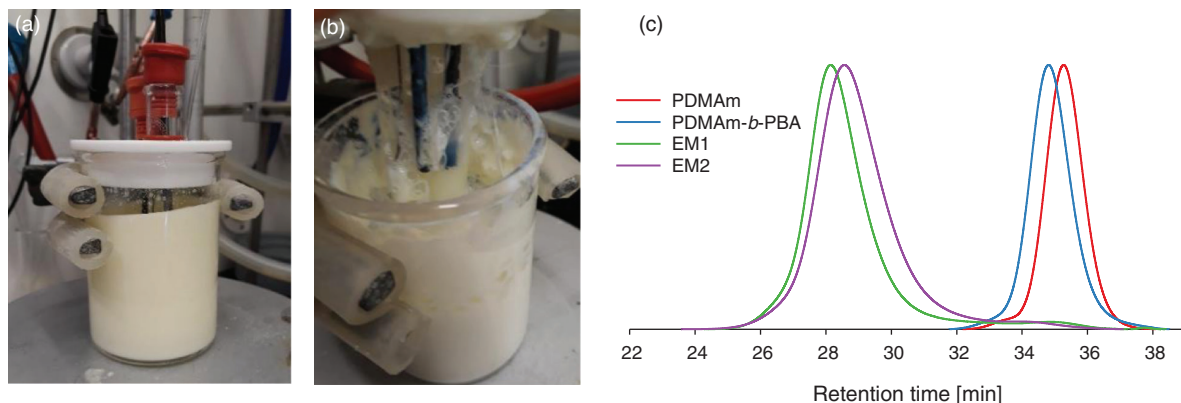 (a)
(b)
(c)
PDMAm
PDMAm-b-PBA
EM1
EM2
22 24 26 28 30 32 34 36 38
Retention time [min]